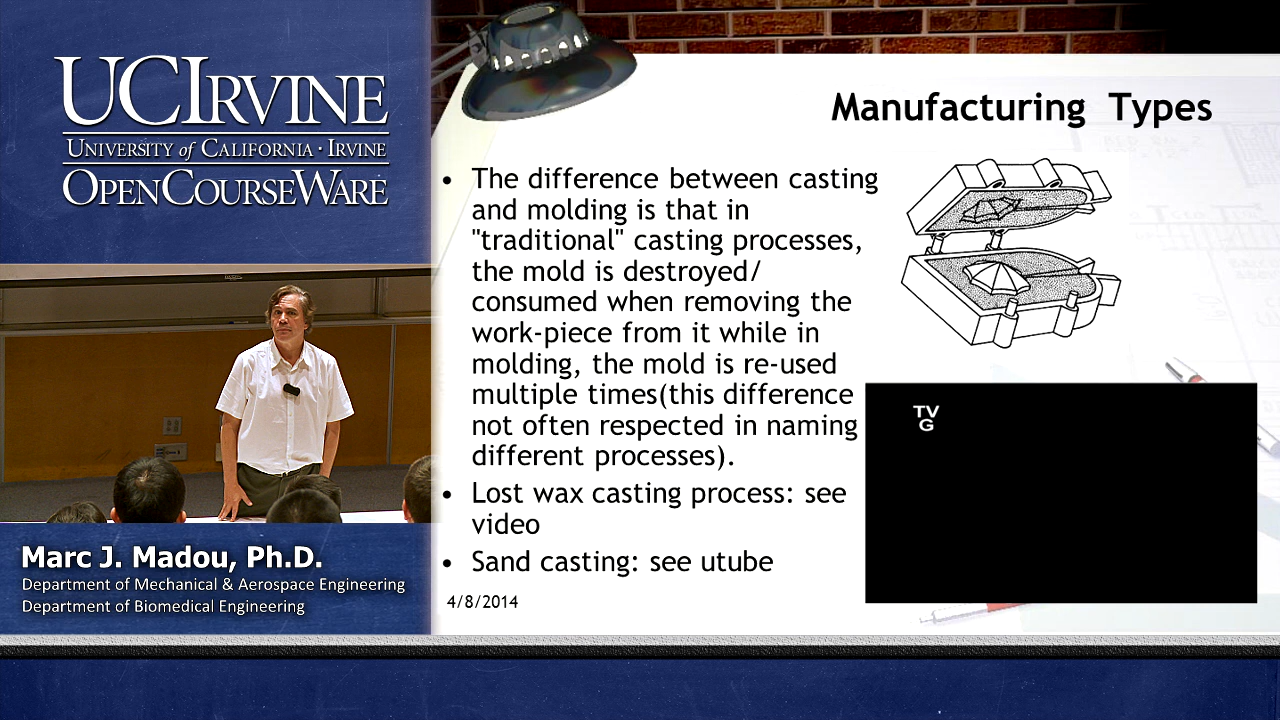 UCIRVINE
UNIVERSITY of CALIFORNIA · IRVINE
OPENCOURSEWARE
Manufacturing Types
• The difference between casting
and molding is that in
"traditional" casting processes,
the mold is destroyed/
consumed when removing the
work-piece from it while in
molding, the mold is re-used
multiple times(this difference
not often respected in naming
different processes).
• Lost wax casting process: see
video
• Sand casting: see utube
4/8/2014
TV
G
Marc J. Madou, Ph.D.
Department of Mechanical & Aerospace Engineering
Department of Biomedical Engineering